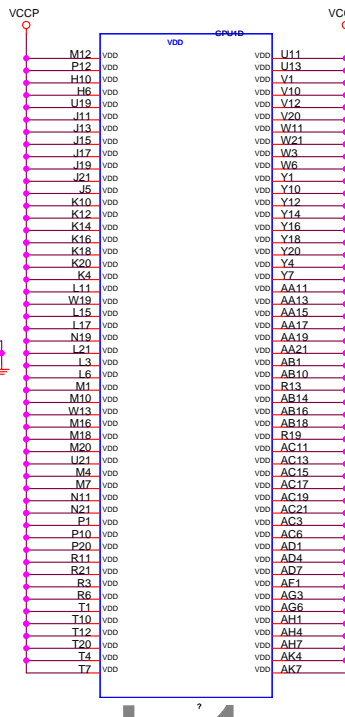 VCCP VCC
CPU1D
VDD
M12 VDD VDD U11
P12 VDD VDD U13
H10 VDD VDD V1
H6 VDD VDD V10
U19 VDD VDD V12
J11 VDD VDD V20
J13 VDD VDD W11
J15 VDD VDD W21
J17 VDD VDD W3
J19 VDD VDD W6
J21 VDD VDD Y1
J5 VDD VDD Y10
K10 VDD VDD Y12
K12 VDD VDD Y14
K14 VDD VDD Y16
K16 VDD VDD Y18
K18 VDD VDD Y20
K20 VDD VDD Y4
K4 VDD VDD Y7
L11 VDD VDD AA11
W19 VDD VDD AA13
L15 VDD VDD AA15
L17 VDD VDD AA17
N19 VDD VDD AA19
L21 VDD VDD AA21
L3 VDD VDD AB1
L6 VDD VDD AB10
M1 VDD VDD R13
M10 VDD VDD AB14
W13 VDD VDD AB16
M16 VDD VDD AB18
M18 VDD VDD R19
M20 VDD VDD AC11
U21 VDD VDD AC13
M4 VDD VDD AC15
M7 VDD VDD AC17
N11 VDD VDD AC19
N21 VDD VDD AC21
P1 VDD VDD AC3
P10 VDD VDD AC6
P20 VDD VDD AD1
R11 VDD VDD AD4
R21 VDD VDD AD7
R3 VDD VDD AF1
R6 VDD VDD AG3
T1 VDD VDD AG6
T10 VDD VDD AH1
T12 VDD VDD AH4
T20 VDD VDD AH7
T4 VDD VDD AK4
T7 VDD VDD AK7
?